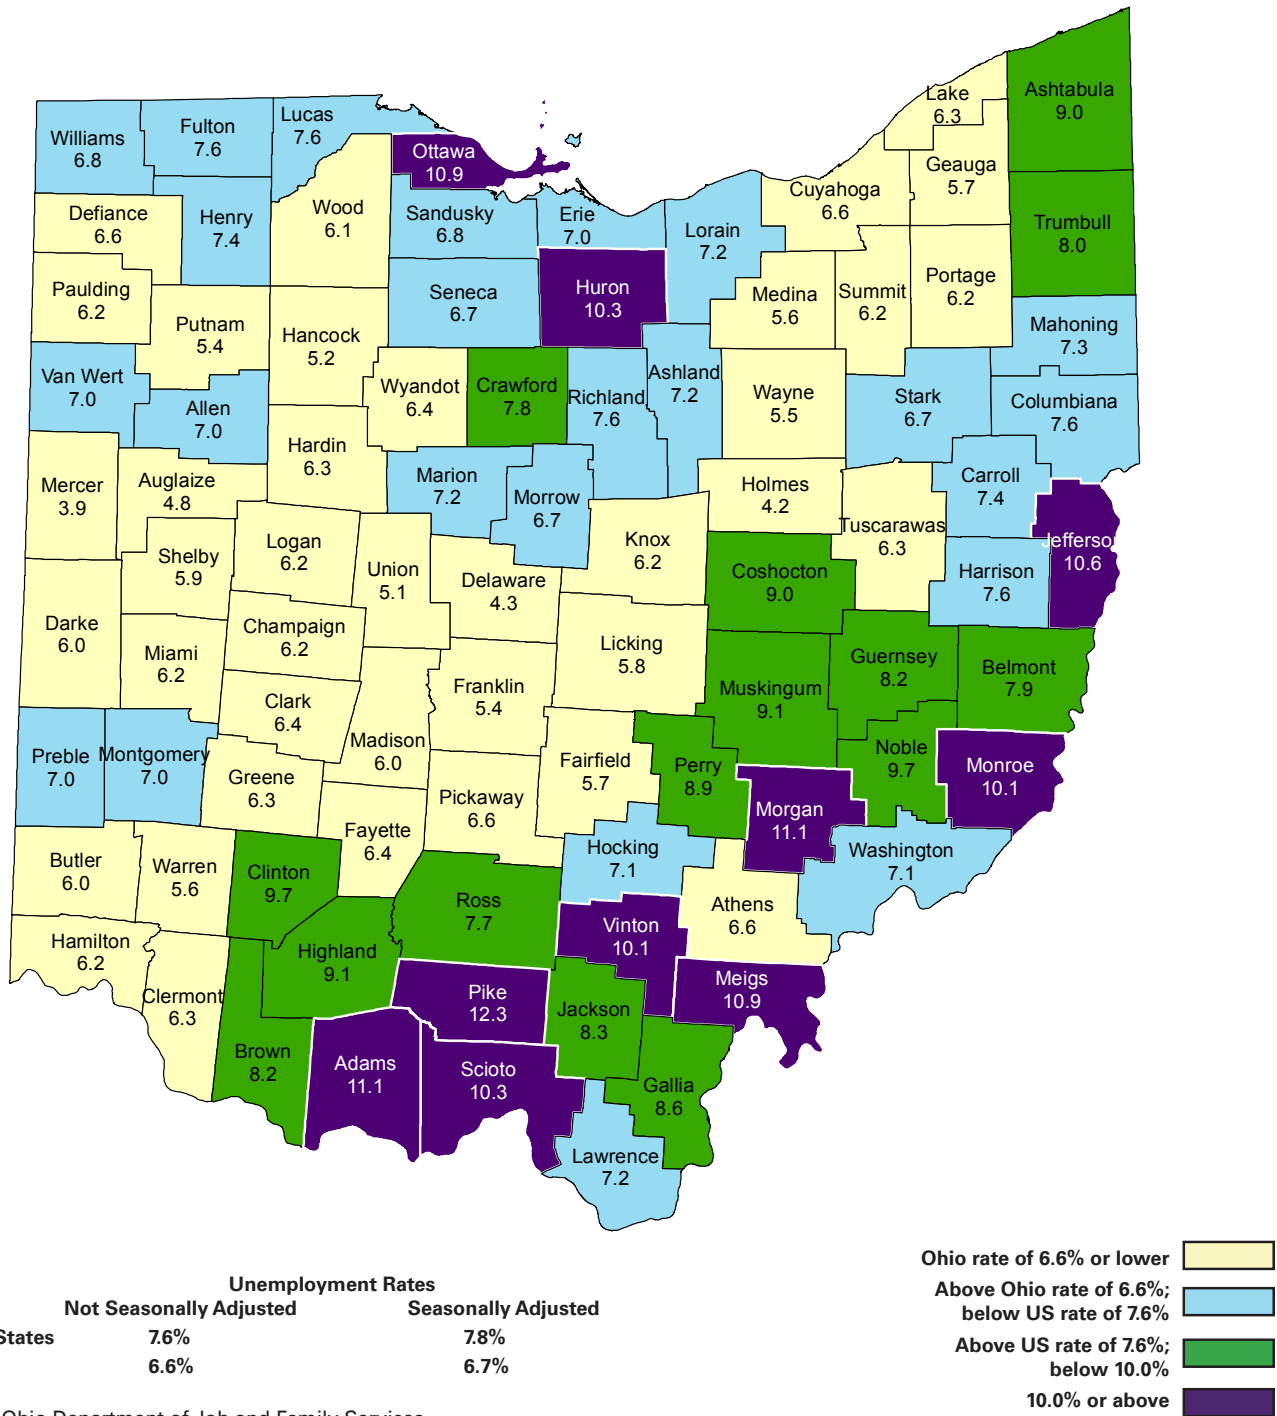 Lake
6.3
Ashtabula
9.0
Williams
6.8
Fulton
7.6
Lucas
7.6
Ottawa
10.9
Geauga
5.7
Cuyahoga
6.6
Defiance
6.6
Henry
7.4
Wood
6.1
Sandusky
6.8
Erie
7.0
Lorain
7.2
Trumbull
8.0
Paulding
6.2
Putnam
5.4
Hancock
5.2
Seneca
6.7
Huron
10.3
Medina
5.6
Summit
6.2
Portage
6.2
Mahoning
7.3
Van Wert
7.0
Allen
7.0
Wyandot
6.4
Crawford
7.8
Richland
7.6
Ashland
7.2
Wayne
5.5
Stark
6.7
Columbiana
7.6
Hardin
6.3
Mercer
3.9
Auglaize
4.8
Marion
7.2
Morrow
6.7
Holmes
4.2
Carroll
7.4
Tuscarawas
6.3
Jefferso
10.6
Shelby
5.9
Logan
6.2
Union
5.1
Delaware
4.3
Knox
6.2
Coshocton
9.0
Harrison
7.6
Darke
6.0
Miami
6.2
Champaign
6.2
Licking
5.8
Guernsey
8.2
Belmont
7.9
Clark
6.4
Franklin
5.4
Muskingum
9.1
Preble
7.0
Montgomery
7.0
Greene
6.3
Madison
6.0
Fairfield
5.7
Perry
8.9
Noble
9.7
Monroe
10.1
Pickaway
6.6
Morgan
11.1
Butler
6.0
Warren
5.6
Clinton
9.7
Fayette
6.4
Hocking
7.1
Washington
7.1
Ross
7.7
Vinton
10.1
Athens
6.6
Hamilton
6.2
Highland
9.1
Clermont
6.3
Pike
12.3
Jackson
8.3
Meigs
10.9
Brown
8.2
Adams
11.1
Scioto
10.3
Gallia
8.6
Lawrence
7.2
Ohio rate of 6.6% or lower
Above Ohio rate of 6.6%;
below US rate of 7.6%
Above US rate of 7.6%;
below 10.0%
10.0% or above
Unemployment Rates
Not Seasonally Adjusted Seasonally Adjusted
States 7.6% 7.8%
6.6% 6.7%
Ohio Department of Job and Family Services